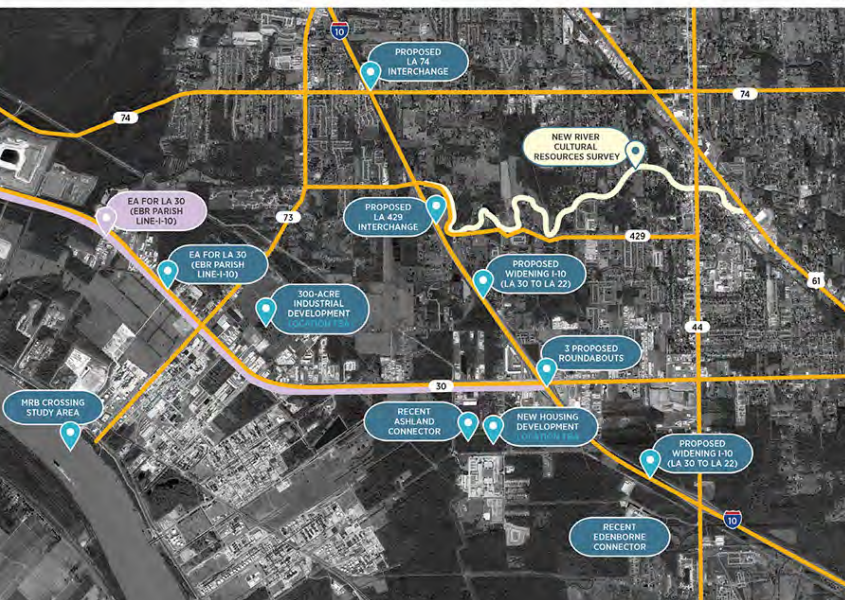 10
PROPOSED
LA 74
INTERCHANGE
74
74
NEW RIVER
CULTURAL
RESOURCES SURVEY
EA FOR LA 30
(EBR PARISH
LINE-I-10)
73
PROPOSED
LA 429
INTERCHANGE
429
EA FOR LA 30
(EBR PARISH
LINE-I-10)
PROPOSED
WIDENING I-10
(LA 30 TO LA 22)
61
300-ACRE
INDUSTRIAL
DEVELOPMENT
LOCATION TBA
44
3 PROPOSED
ROUNDABOUTS
30
MRB CROSSING
STUDY AREA
RECENT
ASHLAND
CONNECTOR
NEW HOUSING
DEVELOPMENT
LOCATION TBA
PROPOSED
WIDENING I-10
(LA 30 TO LA 22)
10
RECENT
EDENBORNE
CONNECTOR